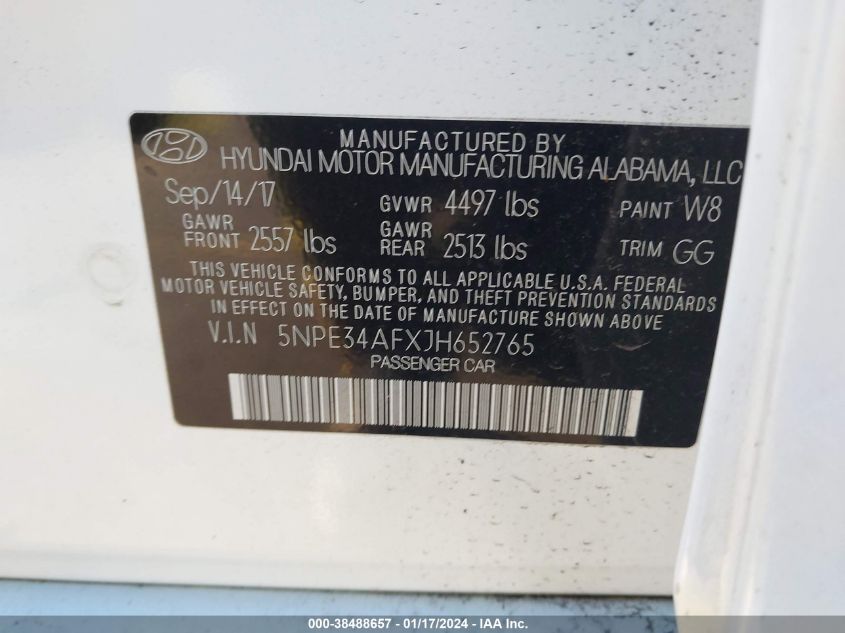 MANUFACTURED BY
HYUNDAI MOTOR MANUFACTURING ALABAMA, LLC
Sep/14/17 GVWR 4497 lbs PAINT W8
GAWR FRONT 2557 lbs GAWR REAR 2513 lbs TRIM GG
THIS VEHICLE CONFORMS TO ALL APPLICABLE U.S.A. FEDERAL
MOTOR VEHICLE SAFETY, BUMPER, AND THEFT PREVENTION STANDARDS
IN EFFECT ON THE DATE OF MANUFACTURE SHOWN ABOVE
V.I.N 5NPE34AFXJH652765
PASSENGER CAR
000-38488657 - 01/17/2024 - IAA Inc.